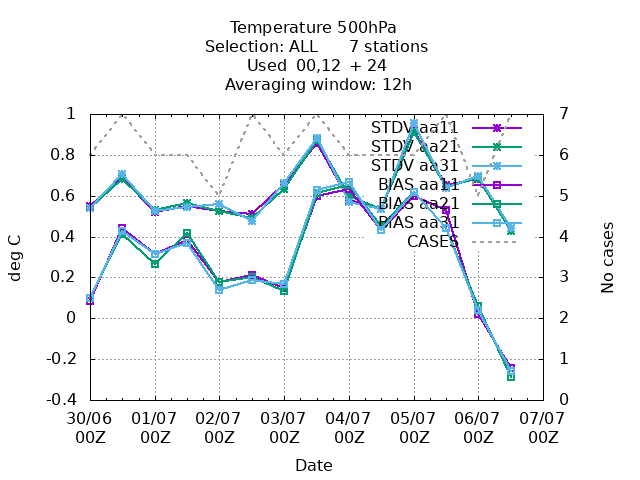 Temperature 500hPa
Selection: ALL 7 stations
Used 00,12 + 24
Averaging window: 12h
1 7
STDV aa11
STDV aa21
0.8 6
STDV aa31
BIAS aa11
0.6 5
BIAS aa21
BIAS aa31
0.4 4
CASES
deg C
No cases
0.2 3
0 2
-0.2 1
-0.4 0
30/06 01/07 02/07 03/07 04/07 05/07 06/07 07/07
00Z 00Z 00Z 00Z 00Z 00Z 00Z 00Z
Date